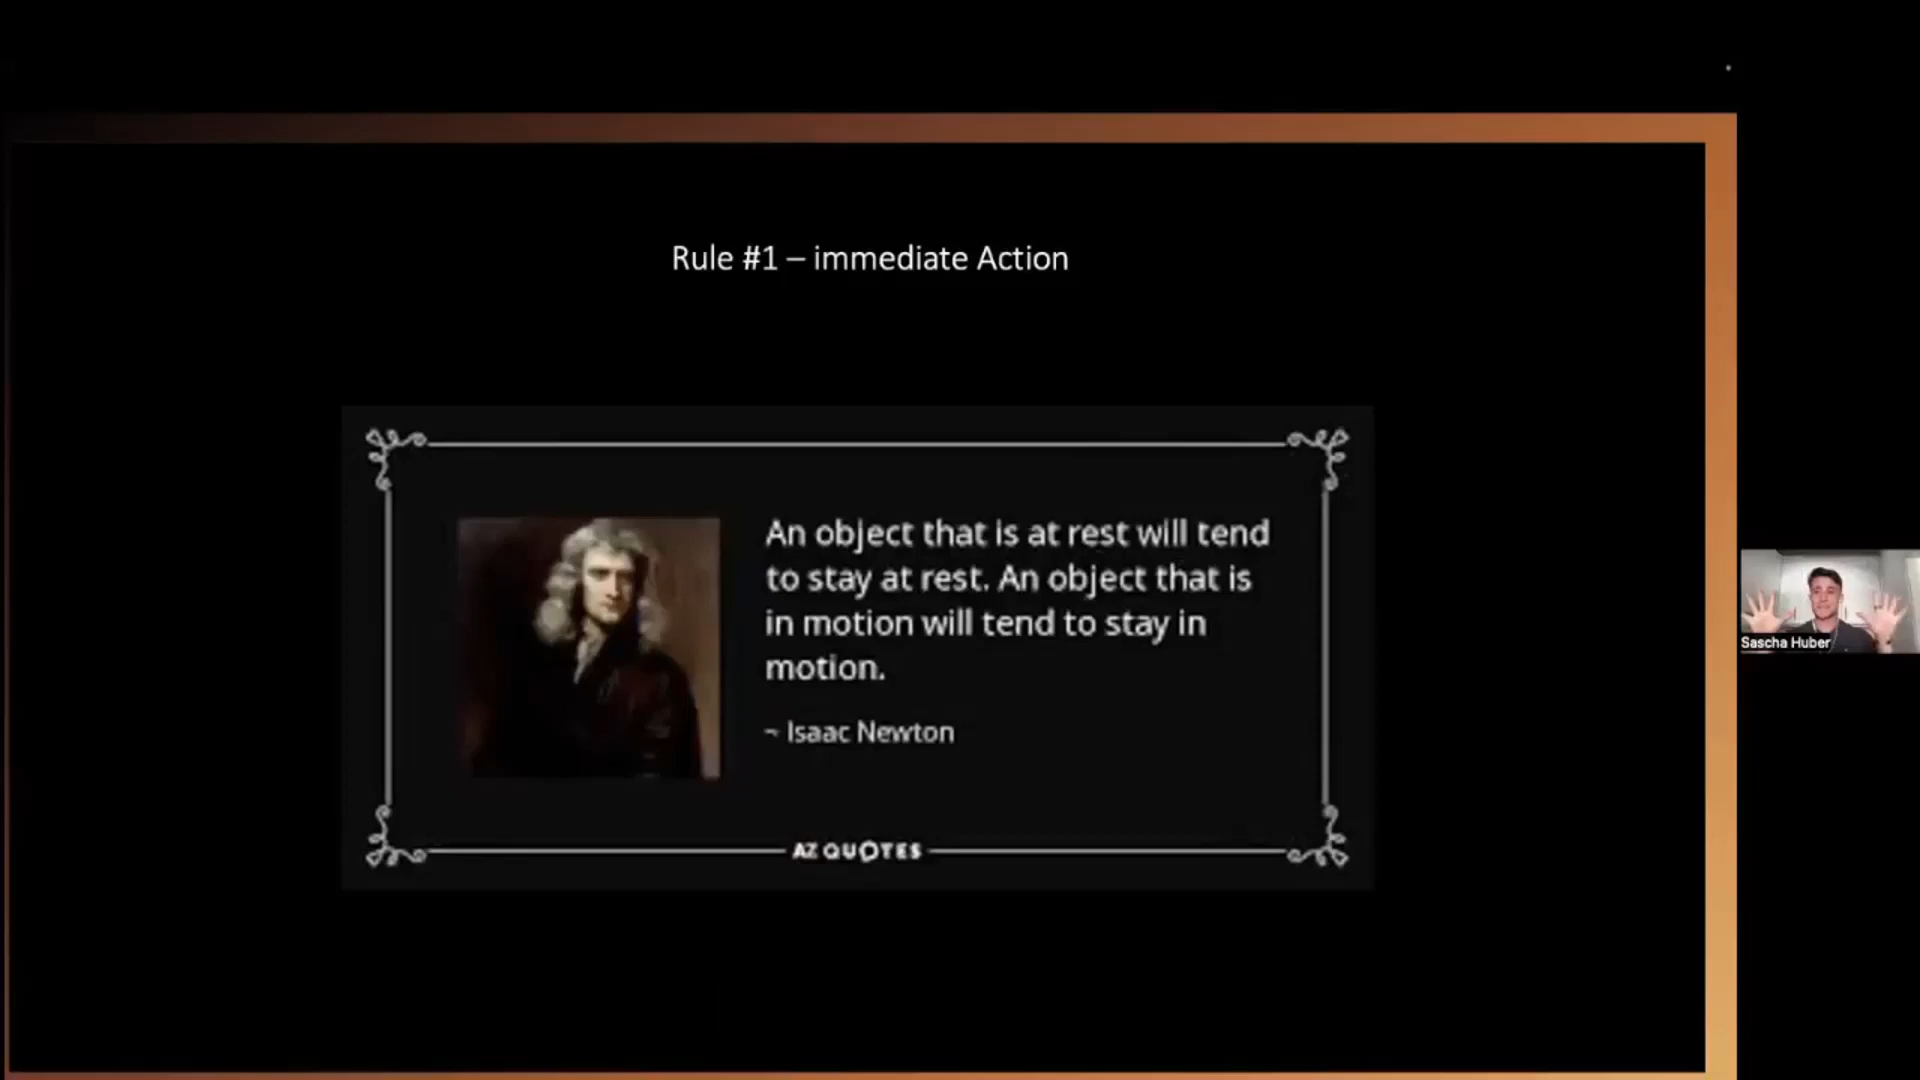 Rule #1 – immediate Action
An object that is at rest will tend
to stay at rest. An object that is
in motion will tend to stay in
motion.
~ Isaac Newton
AZ QUOTES
Sascha Huber